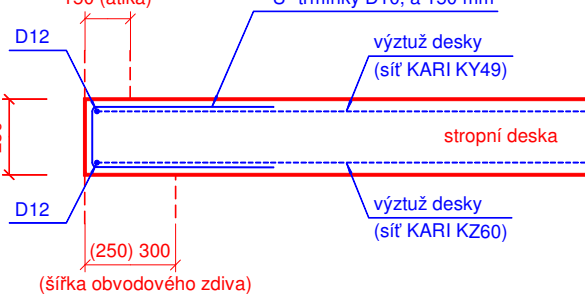 150 (atika)
"U" třmínky D10, á 150 mm
D12
výztuž desky
(síť KARI KY49)
stropní deska
D12
výztuž desky
(síť KARI KZ60)
(250) 300
(šířka obvodového zdiva)